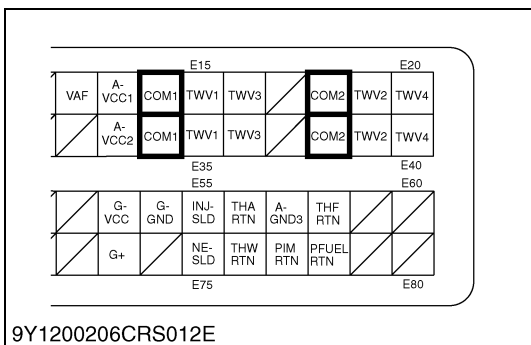 E15 E20
VAF A-VCC1 COM1 TWV1 TWV3 COM2 TWV2 TWV4
A-VCC2 COM1 TWV1 TWV3 COM2 TWV2 TWV4
E35 E40
E55 E60
G-VCC G-GND INJ-SLD THA RTN A-GND3 THF RTN
G+ NE-SLD THW RTN PIM RTN PFUEL RTN
E75 E80
9Y1200206CRS012E